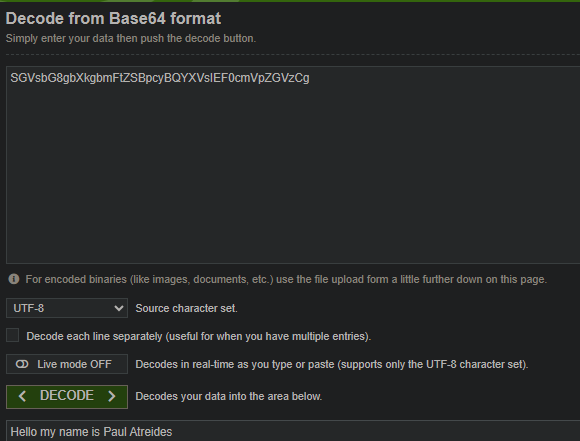 Decode from Base64 format
Simply enter your data then push the decode button.
SGVsbG8gbXkgbmFtZSBpcyBQYXVsIEF0cmVpZGVzCg
For encoded binaries (like images, documents, etc.) use the file upload form a little further down on this page.
UTF-8 Source character set.
Decode each line separately (useful for when you have multiple entries).
Live mode OFF Decodes in real-time as you type or paste (supports only the UTF-8 character set).
< DECODE > Decodes your data into the area below.
Hello my name is Paul Atreides